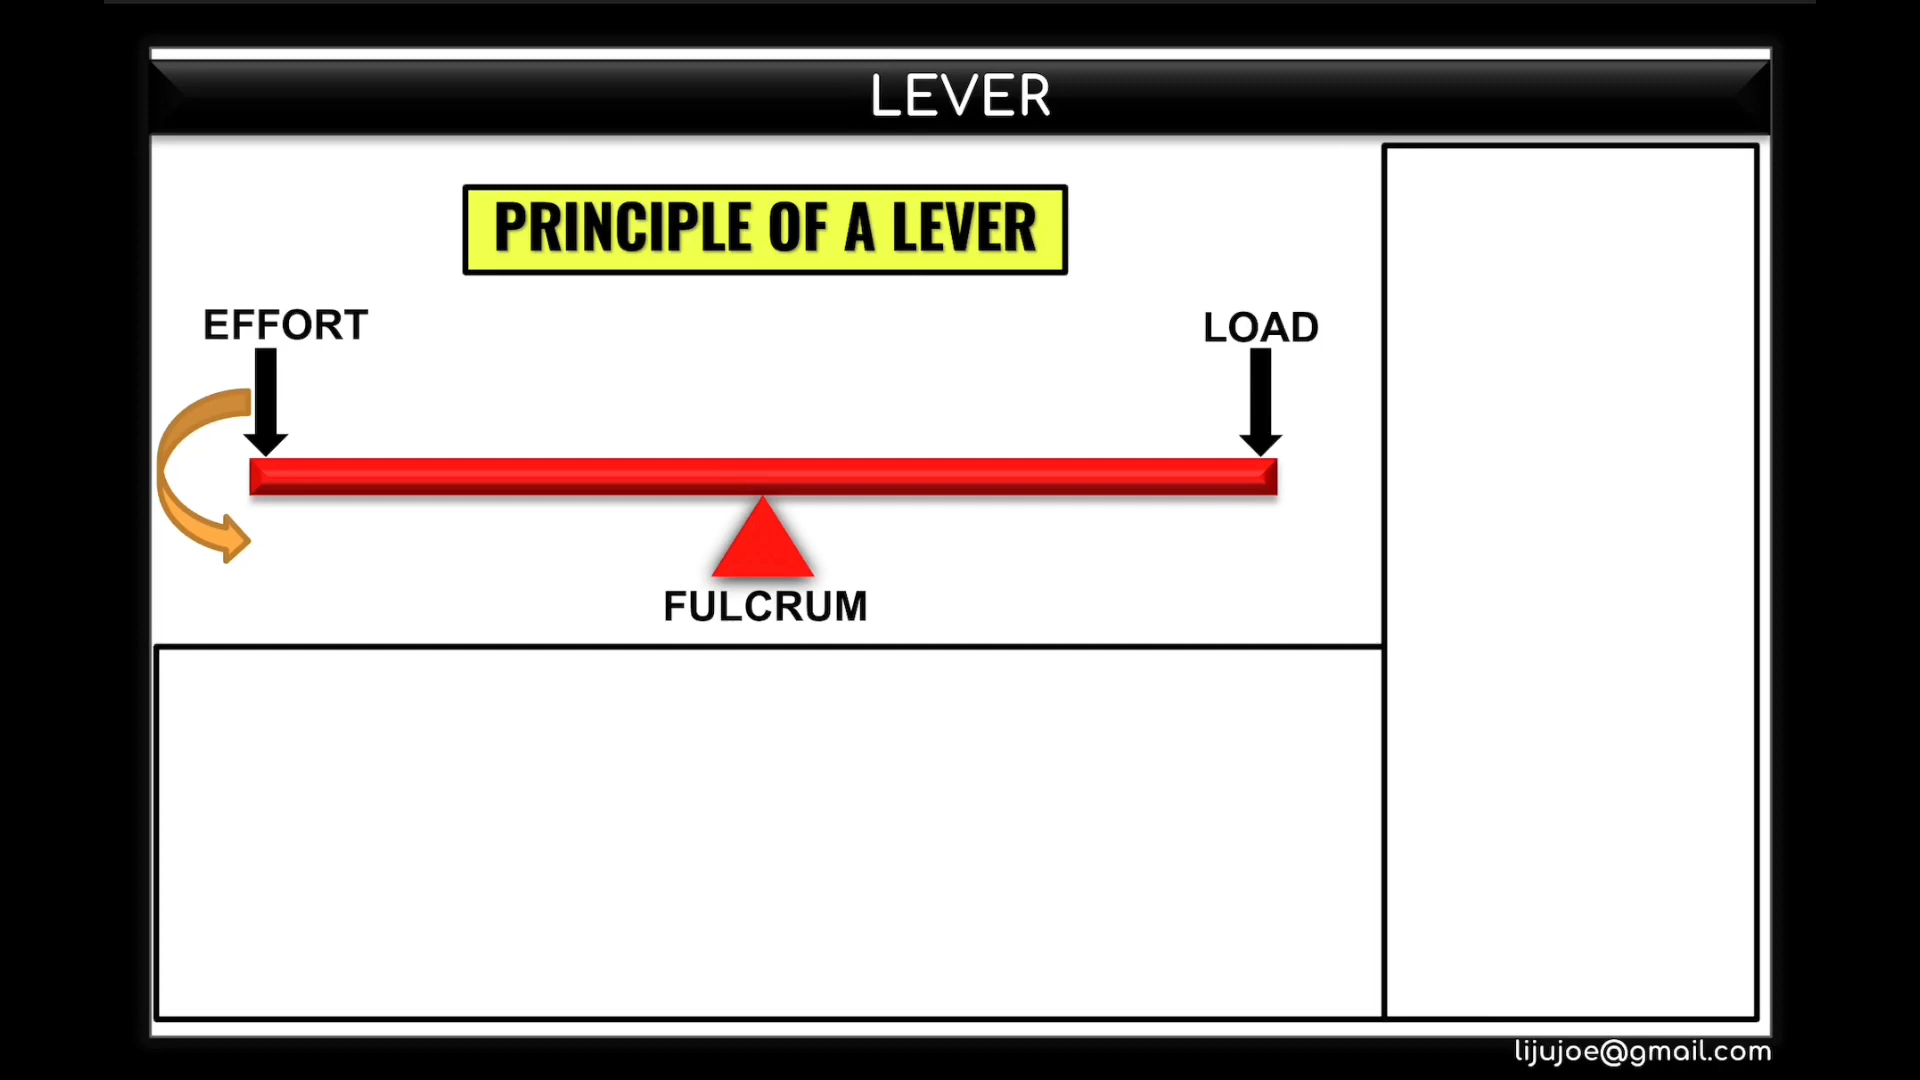 LEVER
PRINCIPLE OF A LEVER
EFFORT
LOAD
FULCRUM
lijujoe@gmail.com